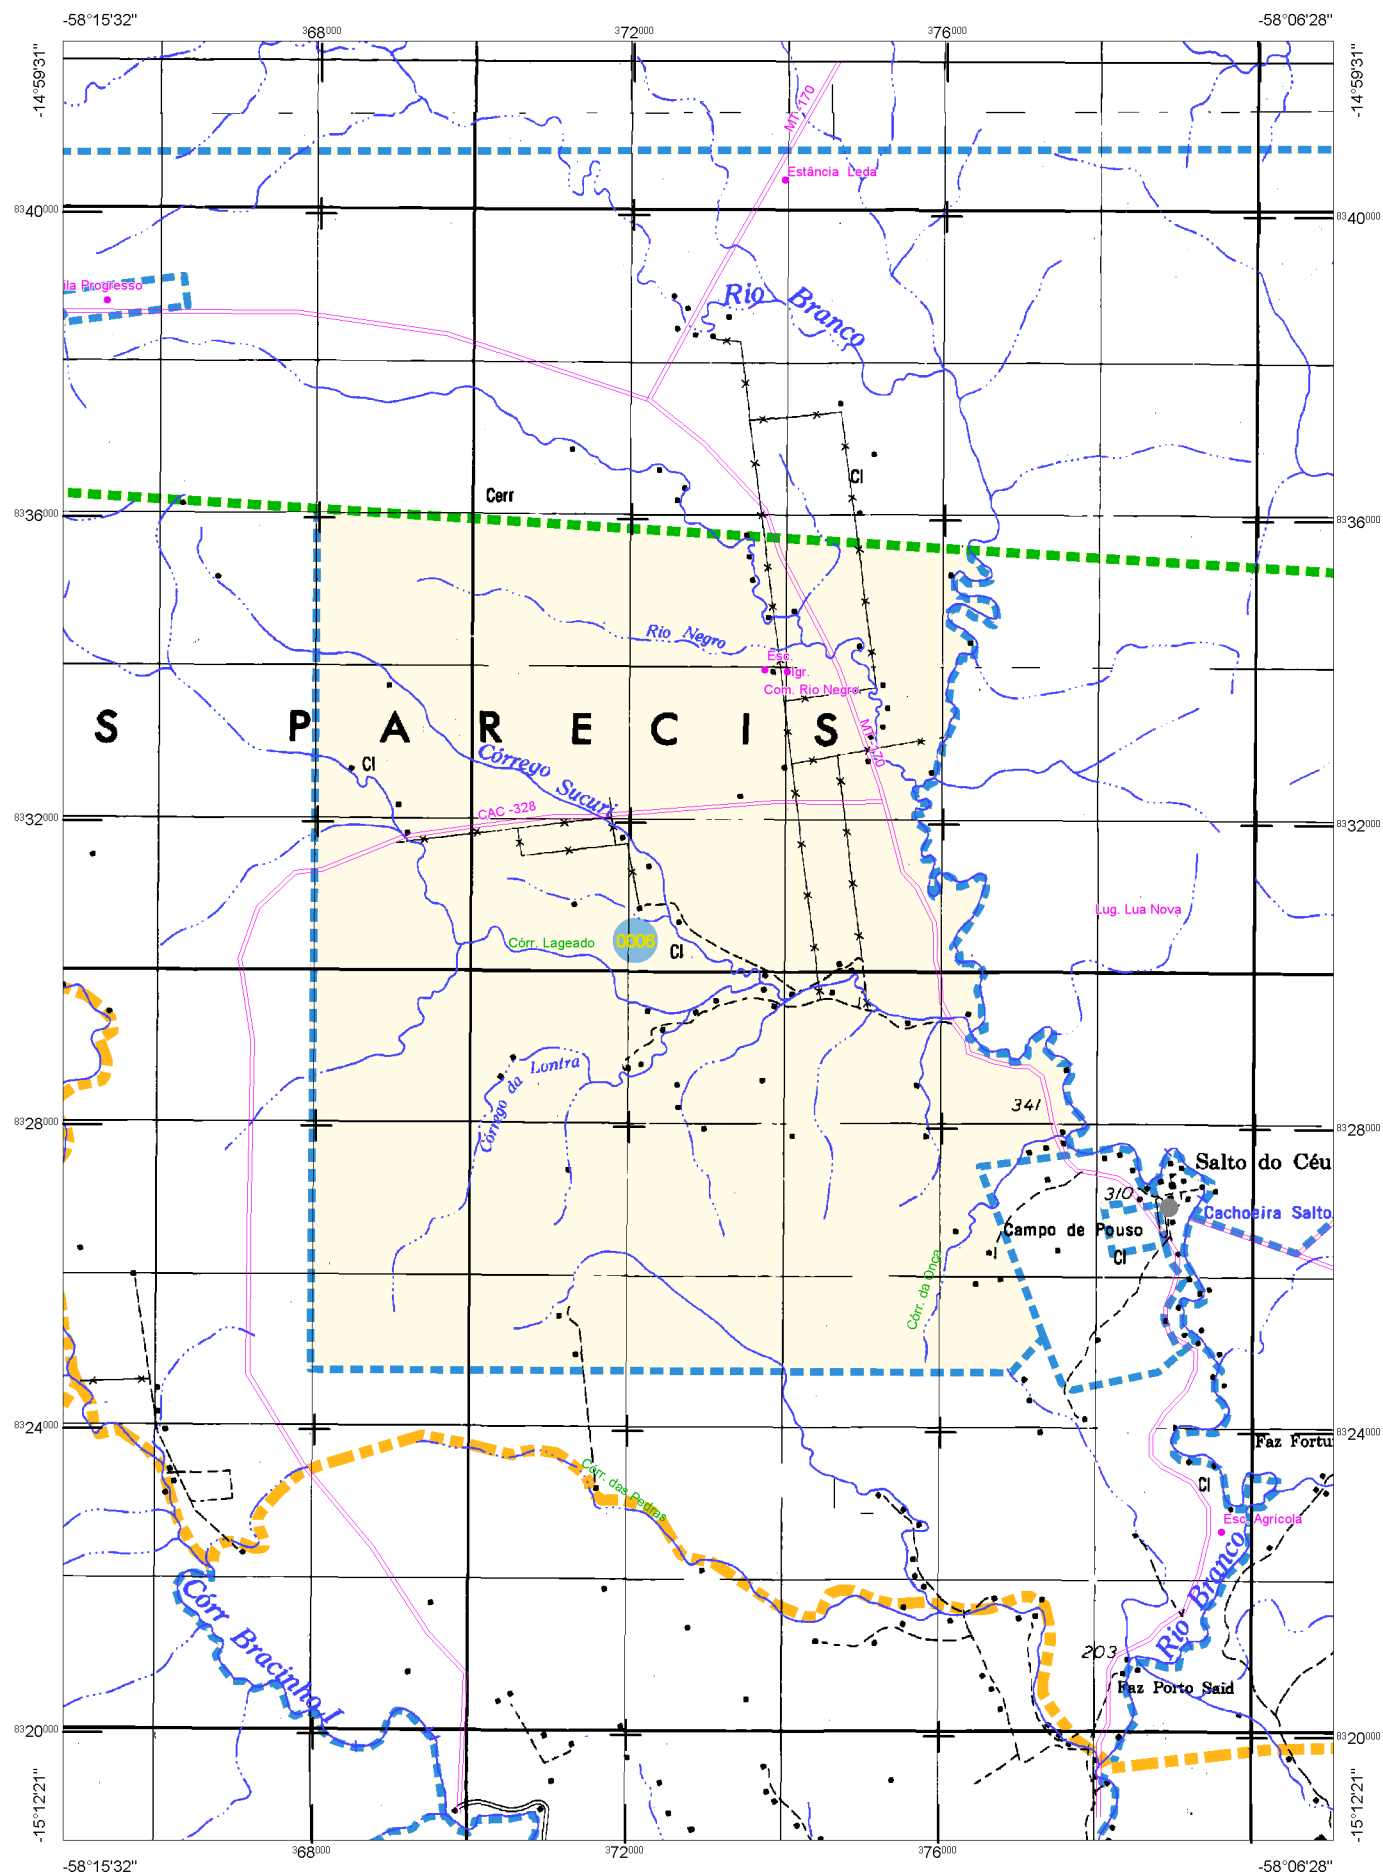 -58°15'32"
-58°06'28"
368000
372000
376000
-14°59'31"
-14°59'31"
MT-170
Estância Leda
8340000
8340000
ila Progresso
Rio Branco
Cl
Cerr
8336000
8336000
Rio Negro
Esc.
Igr.
Com. Rio Negro
S PARECIS
MT-170
Cl
Córrego Sucuri
CAC -328
8332000
8332000
Lug. Lua Nova
Córr. Lageado
0006
Cl
Córrego da Lontra
341
8328000
8328000
Salto do Céu
310
Cachoeira Salto
Campo de Pouso
Cl
Córr. da Onça
8324000
8324000
Faz Fortu
Córr. das Pedras
Cl
Esc. Agrícola
Córr Bracinho I
Rio Branco
203
Faz Porto Said
8320000
8320000
-15°12'21"
-15°12'21"
368000
372000
376000
-58°15'32"
-58°06'28"